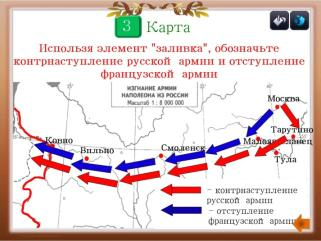 3 Карта
Использя элемент "заливка", обозначьте
контрнаступление русской армии и отступление
французской армии
ИЗГНАНИЕ АРМИИ
НАПОЛЕОНА ИЗ РОССИИ
Масштаб 1 : 8 000 000
Москва
Тарутино
Малоярославец
Тула
Смоленск
Вильно
Ковно
- контрнаступление
русской армии
- отступление
французской армии